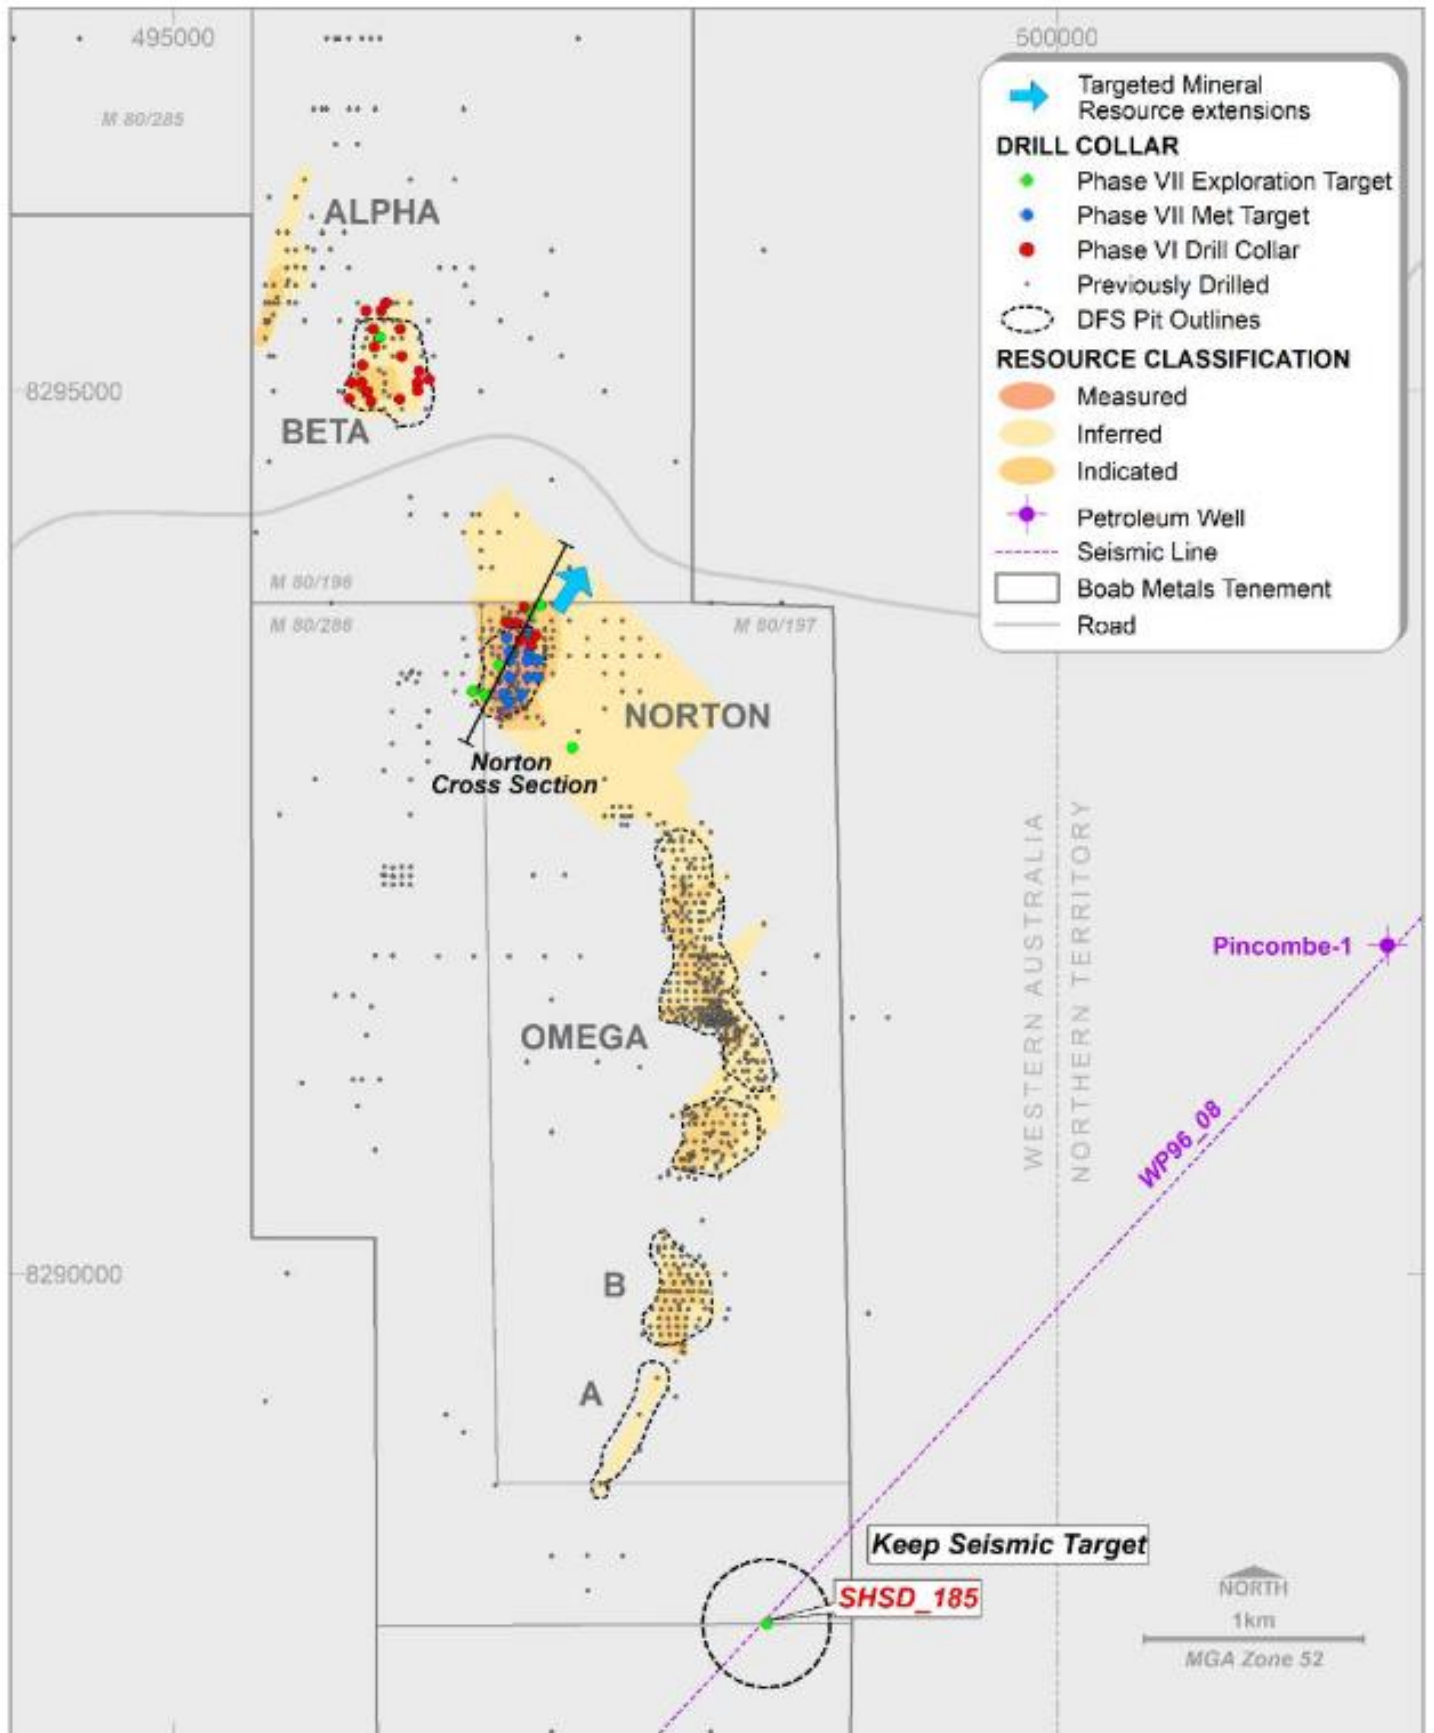 495000
500000
M 80/285
Targeted Mineral
Resource extensions
DRILL COLLAR
Phase VII Exploration Target
Phase VII Met Target
Phase VI Drill Collar
Previously Drilled
DFS Pit Outlines
RESOURCE CLASSIFICATION
Measured
Inferred
Indicated
Petroleum Well
Seismic Line
Boab Metals Tenement
Road
ALPHA
8295000
BETA
M 80/196
M 80/286
M 80/197
NORTON
Norton
Cross Section
WESTERN AUSTRALIA
NORTHERN TERRITORY
Pincombe-1
OMEGA
WP96_08
8290000
B
A
Keep Seismic Target
SHSD_185
NORTH
1km
MGA Zone 52